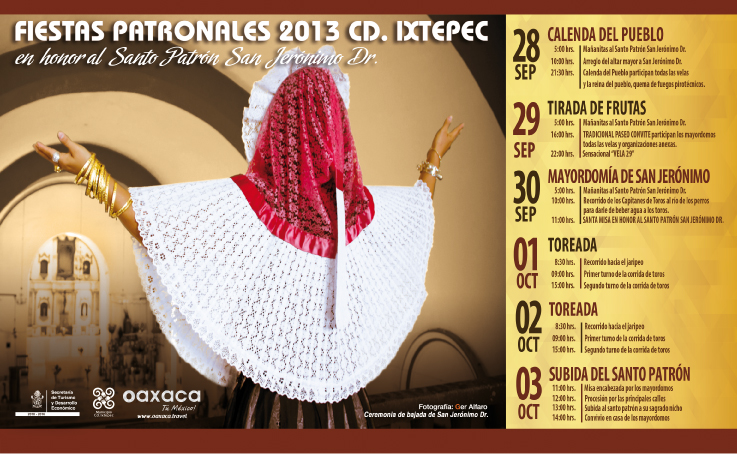 FIESTAS PATRONALES 2013 CD. IXTEPEC
en honor al Santo Patrón San Jerónimo Dr.
28 SEP
CALENDA DEL PUEBLO
5:00 hrs. Mañanitas al Santo Patrón San Jerónimo Dr.
10:00 hrs. Arreglo del altar mayor a San Jerónimo Dr.
21:30 hrs. Calenda del Pueblo participan todas las velas
y la reina del pueblo, quema de fuegos pirotécnicos.
29 SEP
TIRADA DE FRUTAS
5:00 hrs. Mañanitas al Santo Patrón San Jerónimo Dr.
16:00 hrs. TRADICIONAL PASEO CONVITE participan los mayordomos
todas las velas y organizaciones anexas.
22:00 hrs. Sensacional "VELA 29"
30 SEP
MAYORDOMÍA DE SAN JERÓNIMO
5:00 hrs. Mañanitas al Santo Patrón San Jerónimo Dr.
10:00 hrs. Recorrido de los Capitanes de Toros al río de los perros
para darle de beber agua a los toros.
11:00 hrs. SANTA MISA EN HONOR AL SANTO PATRÓN SAN JERÓNIMO DR.
01 OCT
TOREADA
8:30 hrs. Recorrido hacia el jaripeo
09:00 hrs. Primer turno de la corrida de toros
15:00 hrs. Segundo turno de la corrida de toros
02 OCT
TOREADA
8:30 hrs. Recorrido hacia el jaripeo
09:00 hrs. Primer turno de la corrida de toros
15:00 hrs. Segundo turno de la corrida de toros
03 OCT
SUBIDA DEL SANTO PATRÓN
11:00 hrs. Misa encabezada por los mayordomos
12:00 hrs. Procesión por las principales calles
13:00 hrs. Subida al santo patrón a su sagrado nicho
14:00 hrs. Convivio en casa de los mayordomos
Secretaría
de Turismo
y Desarrollo
Económico
oaxaca
Tu México!
www.oaxaca.travel
Fotografía: Ger Alfaro
Ceremonia de bajada de San Jerónimo Dr.